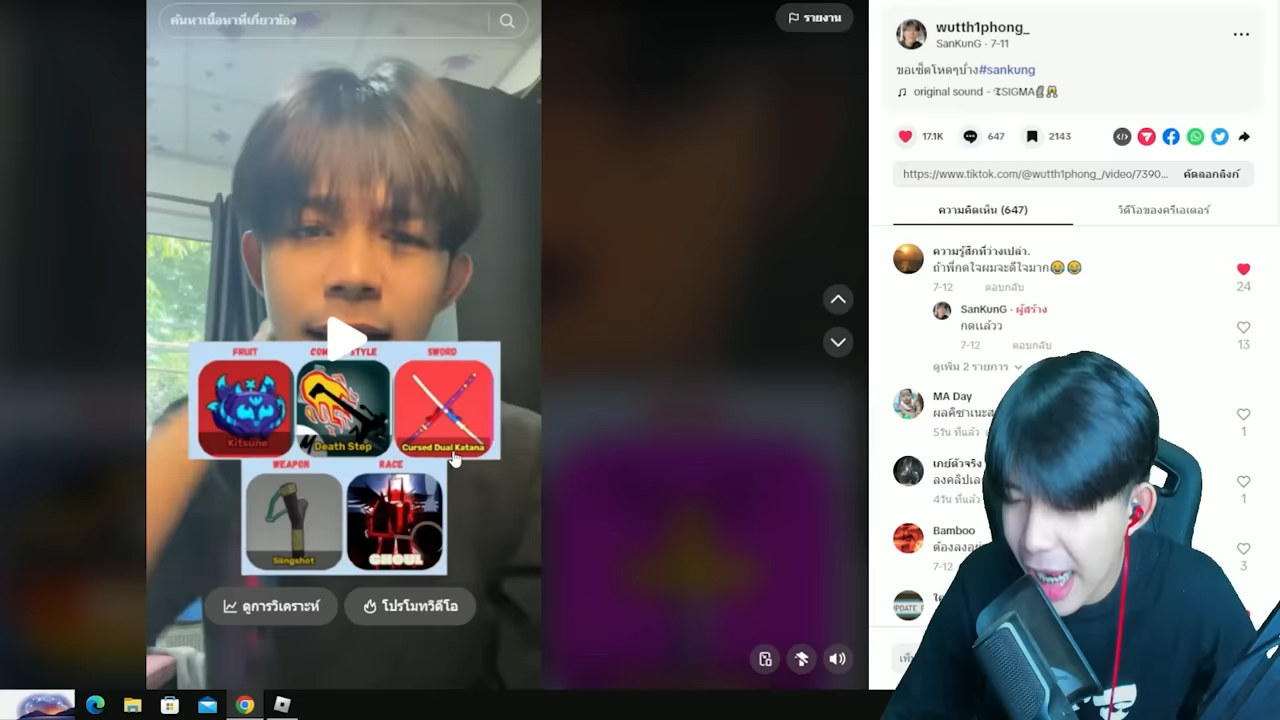 ค้นหาเนื้อหาที่เกี่ยวข้อง
รายงาน
FRUIT
SWORD
Kitsune
Death Step
Cursed Dual Katana
WEAPON
RACE
Slingshot
GHOUL
ดูการวิเคราะห์
โปรโมทวิดีโอ
wutth1phong_
SanKunG · 7-11
ขอเซ็ตโหดๆบ้าง#sankung
original sound - SIGMA
17.1K
647
2143
https://www.tiktok.com/@wutth1phong_/video/7390...
คัดลอกลิงก์
ความคิดเห็น (647)
วิดีโอของครีเอเตอร์
ความรู้สึกที่ว่างเปล่า.
ถ้าพี่กดใจผมจะดีใจมาก😂😂
7-12 ตอบกลับ
24
SanKunG · ผู้สร้าง
กดแล้วว
7-12 ตอบกลับ
13
ดูเพิ่ม 2 รายการ
MA Day
5วัน ที่แล้ว
1
เกย์ตัวจริง
4วัน ที่แล้ว
1
Bamboo
7-12
3